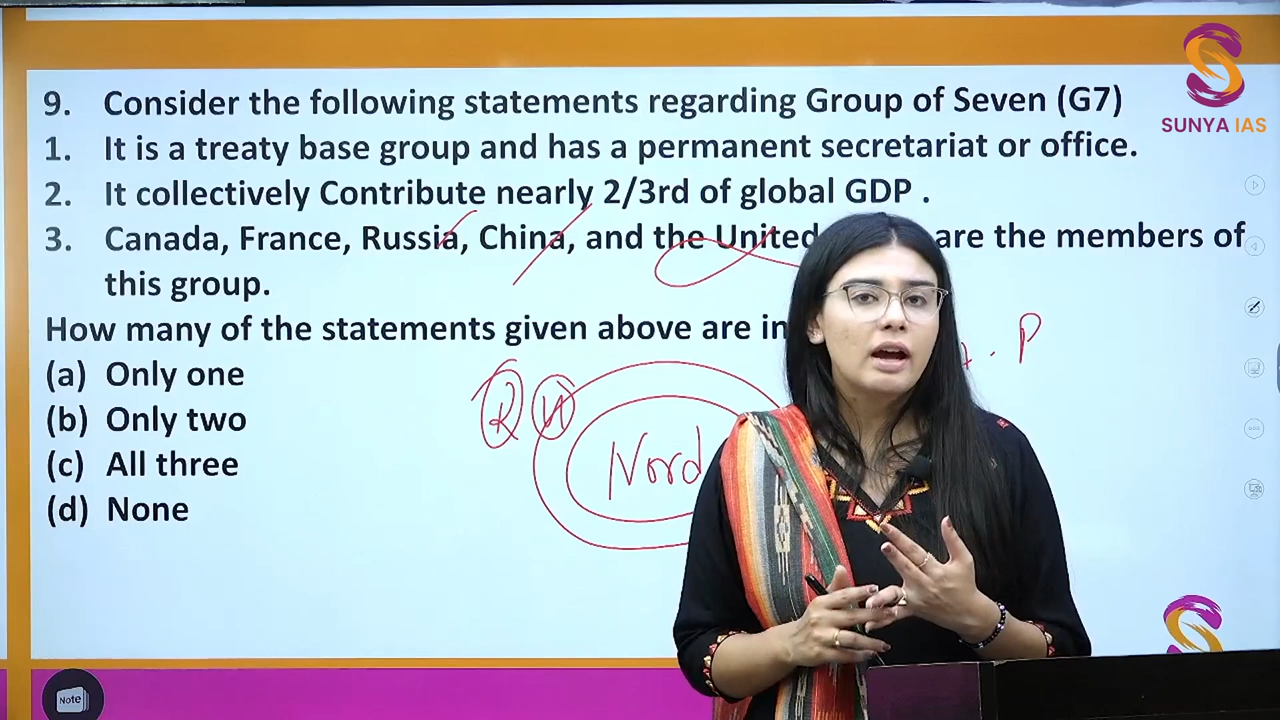 9. Consider the following statements regarding Group of Seven (G7)
SUNYA IAS
1. It is a treaty base group and has a permanent secretariat or office.
2. It collectively Contribute nearly 2/3rd of global GDP .
3. Canada, France, Russia, China, and the United are the members of
this group.
How many of the statements given above are in
(a) Only one
(b) Only two
(c) All three
(d) None
P
R N
Nord
Note